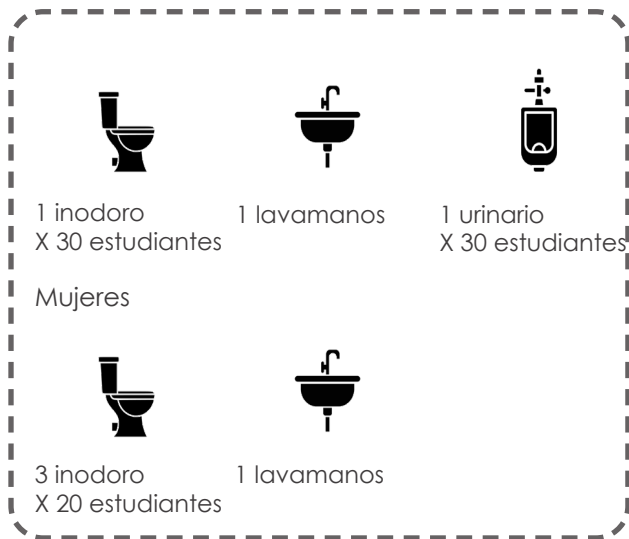 1 inodoro
X 30 estudiantes
1 lavamanos
1 urinario
X 30 estudiantes
Mujeres
3 inodoro
X 20 estudiantes
1 lavamanos